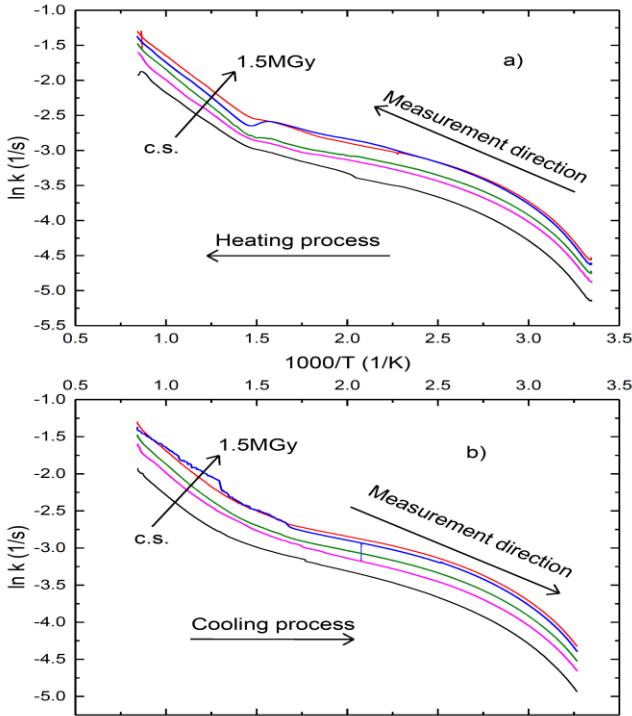 -1.0
-1.5
-2.0
-2.5
-3.0
-3.5
-4.0
-4.5
-5.0
-5.5
ln k (1/s)
1.5MGy
a)
Measurement direction
c.s.
Heating process
0.5 1.0 1.5 2.0 2.5 3.0 3.5
1000/T (1/K)
0.5 1.0 1.5 2.0 2.5 3.0 3.5
-1.0
-1.5
-2.0
-2.5
-3.0
-3.5
-4.0
-4.5
-5.0
ln k (1/s)
1.5MGy
b)
Measurement direction
c.s.
Cooling process